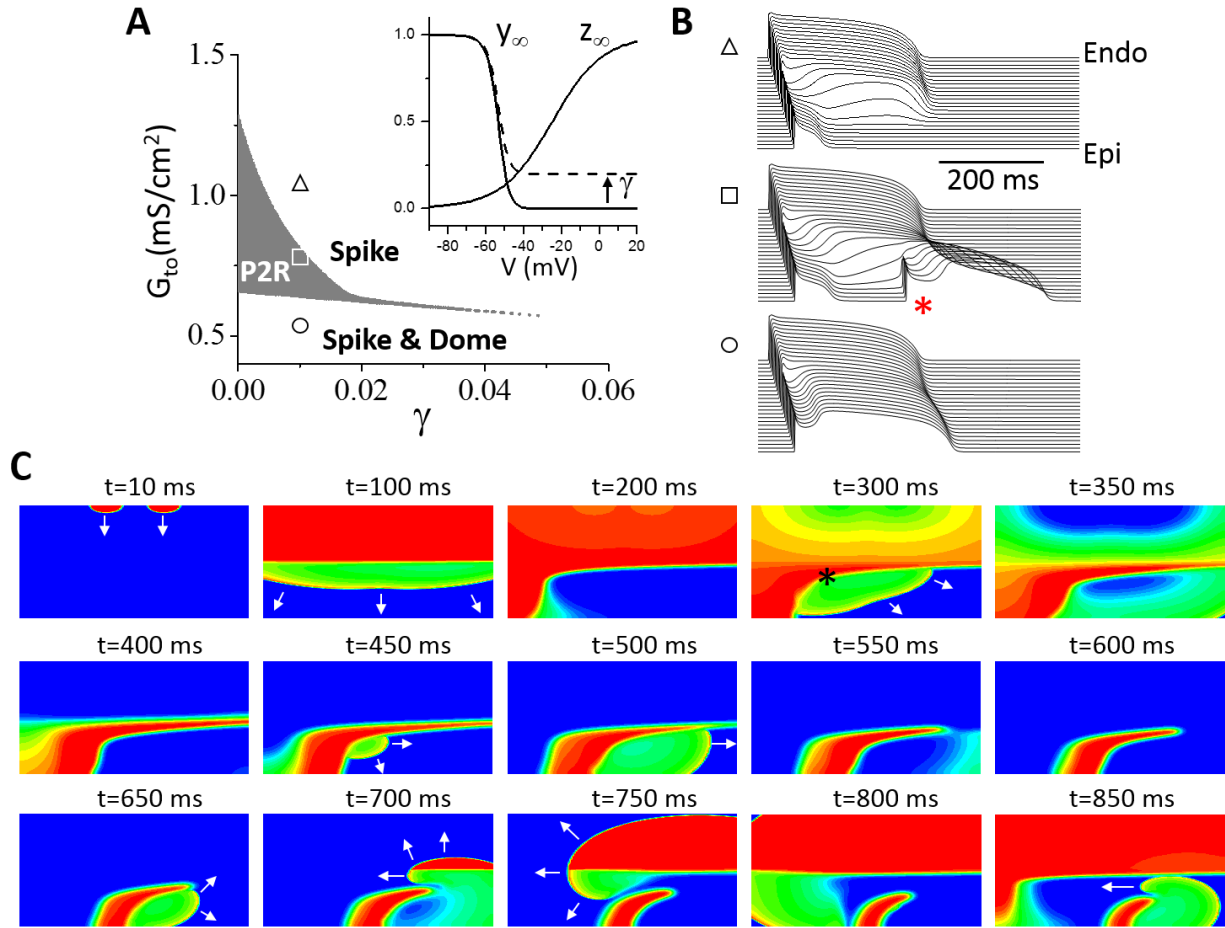 A
B
C
G_to(mS/cm²)
1.5
1.0
0.5
0.00
0.02
0.04
0.06
γ
P2R
Spike
Spike & Dome
y∞
z∞
1.0
0.5
0.0
γ
-80
-60
-40
-20
0
20
V (mV)
Endo
Epi
200 ms
*
t=10 ms
t=100 ms
t=200 ms
t=300 ms
t=350 ms
*
t=400 ms
t=450 ms
t=500 ms
t=550 ms
t=600 ms
t=650 ms
t=700 ms
t=750 ms
t=800 ms
t=850 ms